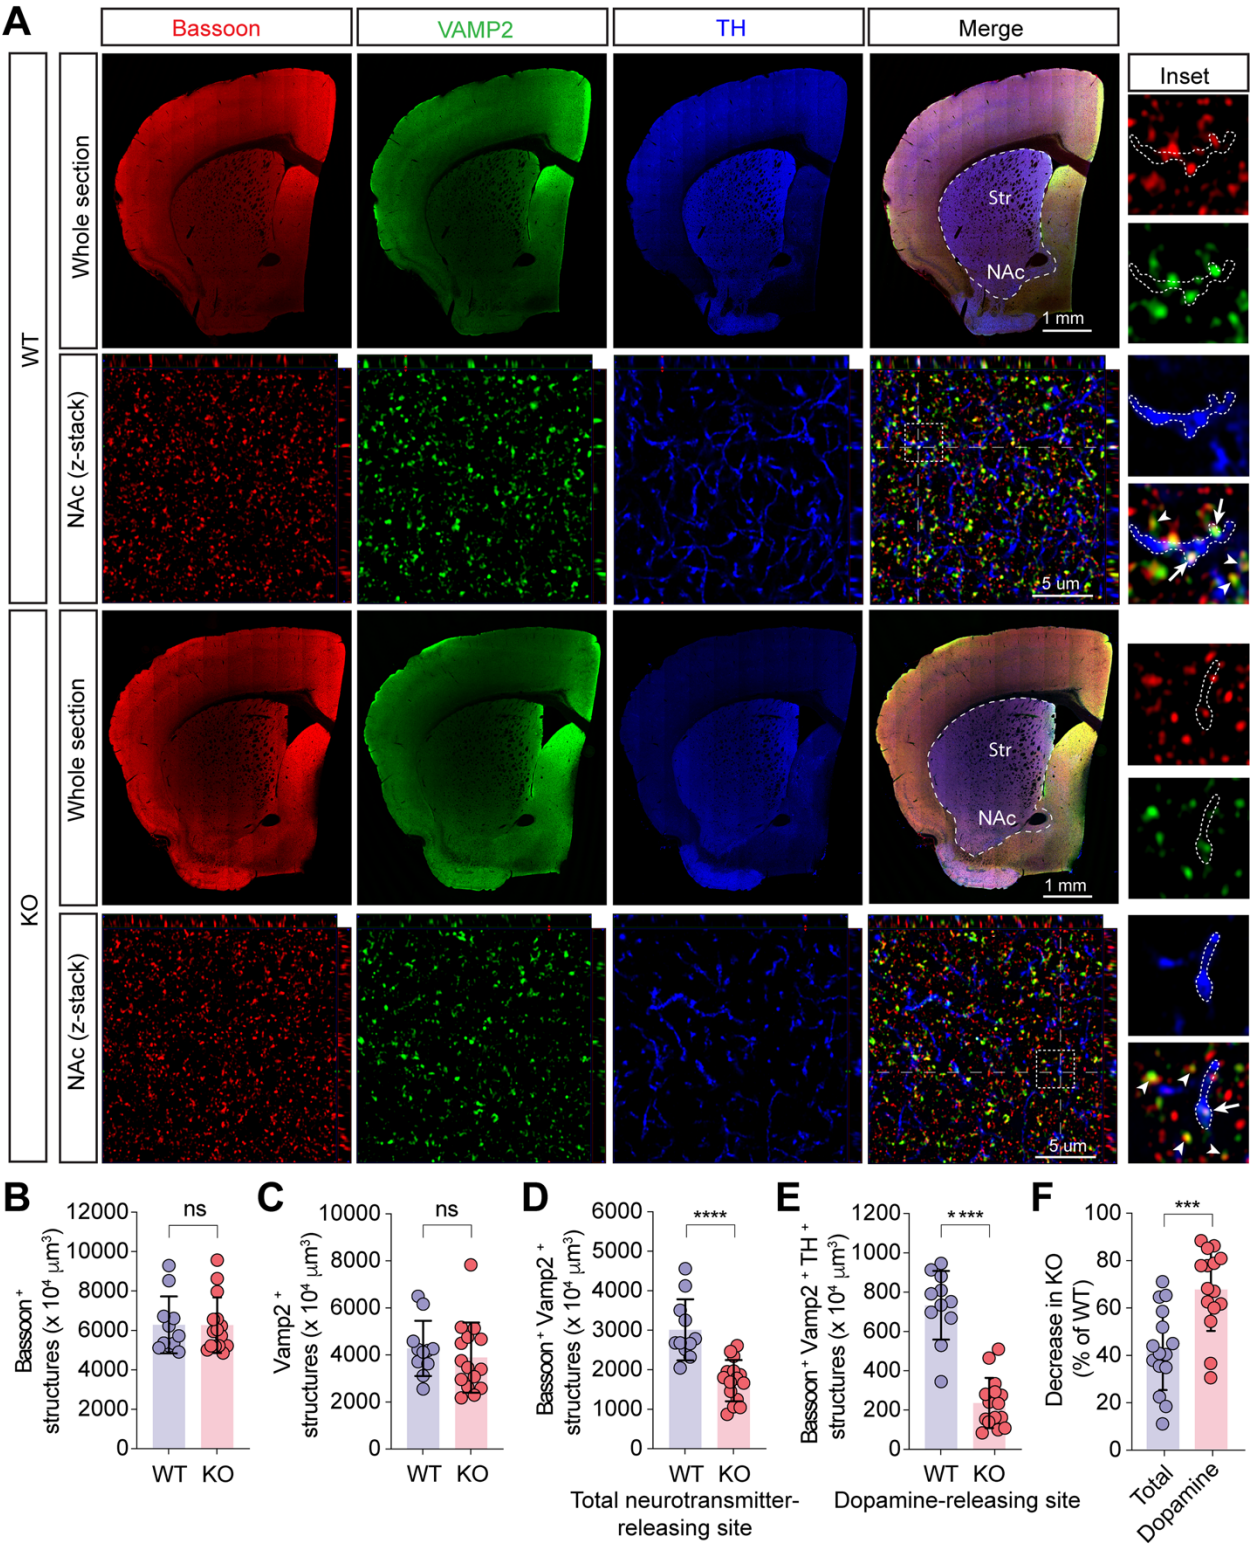 A
Bassoon
VAMP2
TH
Merge
Inset
WT
Whole section
Str
NAc
1 mm
NAc (z-stack)
5 um
KO
Whole section
Str
NAc
1 mm
NAc (z-stack)
5 um
B
Bassoon⁺
structures (x 10⁴ μm³)
12000
10000
8000
6000
4000
2000
0
ns
WT KO
C
Vamp2⁺
structures (x 10⁴ μm³)
10000
8000
6000
4000
2000
0
ns
WT KO
D
Bassoon⁺ Vamp2⁺
structures (x 10⁴ μm³)
6000
5000
4000
3000
2000
1000
0
****
WT KO
Total neurotransmitter-
releasing site
E
Bassoon⁺ Vamp2⁺ TH⁺
structures (x 10⁴ μm³)
1200
1000
800
600
400
200
0
****
WT KO
Dopamine-releasing site
F
Decrease in KO
(% of WT)
100
80
60
40
20
0
***
Total
Dopamine